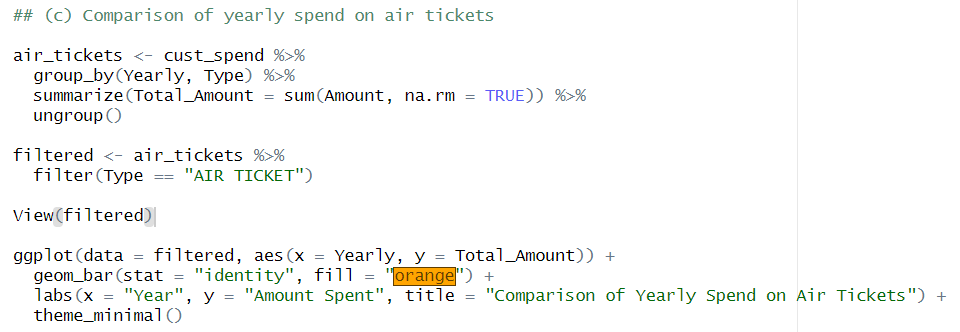 ## (c) Comparison of yearly spend on air tickets
air_tickets <- cust_spend %>%
group_by(Yearly, Type) %>%
summarize(Total_Amount = sum(Amount, na.rm = TRUE)) %>%
ungroup()
filtered <- air_tickets %>%
filter(Type == "AIR TICKET")
View(filtered)
ggplot(data = filtered, aes(x = Yearly, y = Total_Amount)) +
geom_bar(stat = "identity", fill = "orange") +
labs(x = "Year", y = "Amount Spent", title = "Comparison of Yearly Spend on Air Tickets") +
theme_minimal()